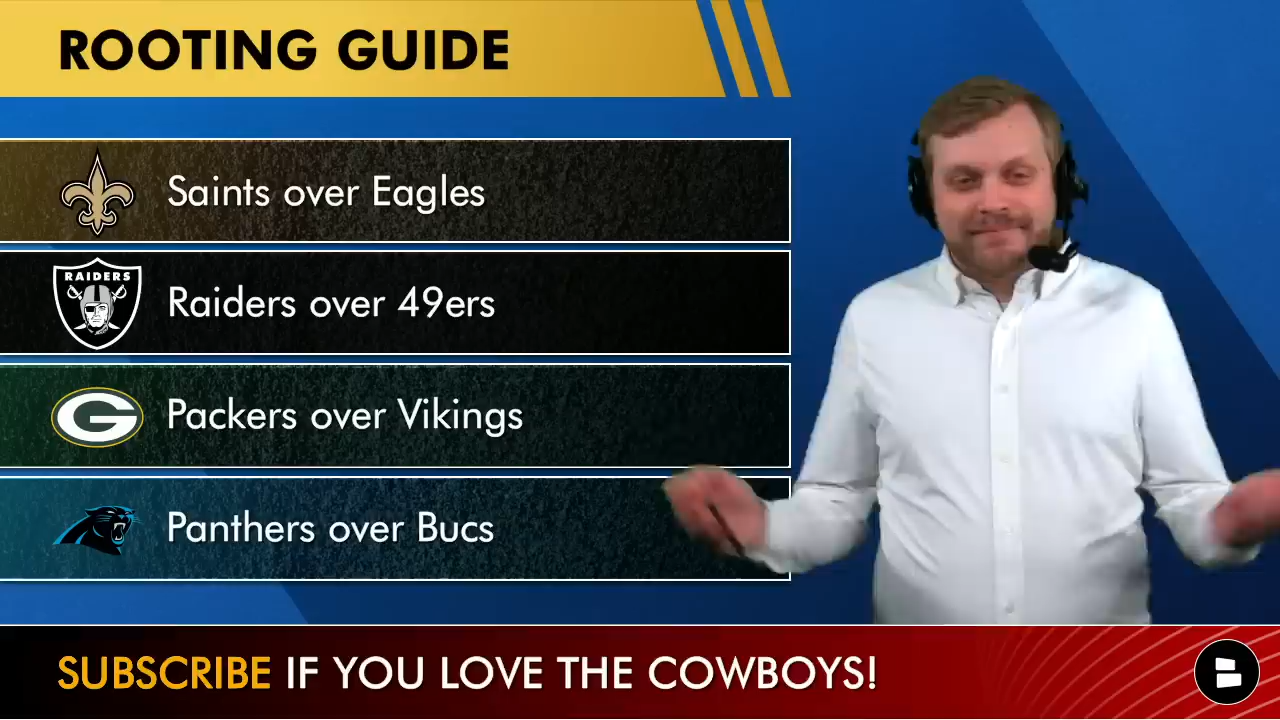 ROOTING GUIDE
Saints over Eagles
RAIDERS
Raiders over 49ers
G
Packers over Vikings
Panthers over Bucs
SUBSCRIBE IF YOU LOVE THE COWBOYS!